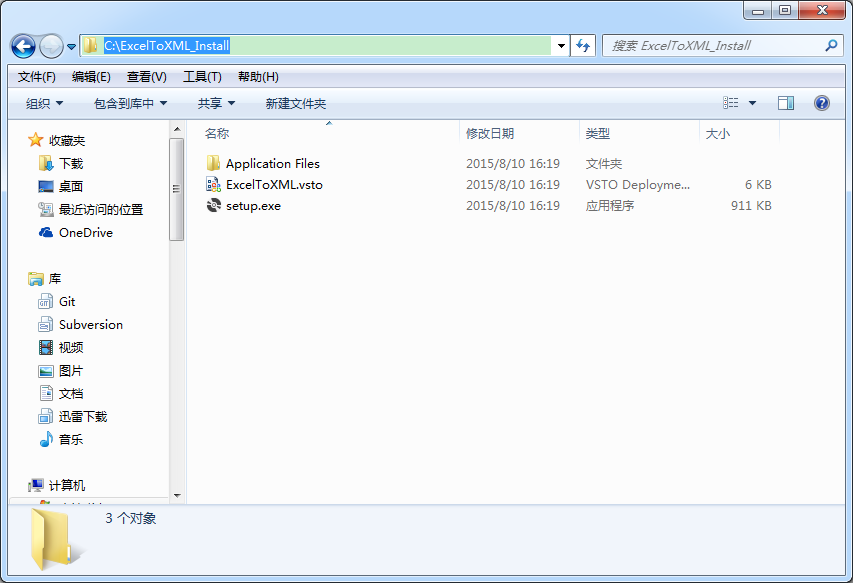 C:\ExcelToXML_Install
搜索 ExcelToXML_Install
文件(F) 编辑(E) 查看(V) 工具(T) 帮助(H)
组织 包含到库中 共享 新建文件夹
名称 修改日期 类型 大小
Application Files 2015/8/10 16:19 文件夹
ExcelToXML.vsto 2015/8/10 16:19 VSTO Deployme... 6 KB
setup.exe 2015/8/10 16:19 应用程序 911 KB
收藏夹
下载
桌面
最近访问的位置
OneDrive
库
Git
Subversion
视频
图片
文档
迅雷下载
音乐
计算机
3 个对象